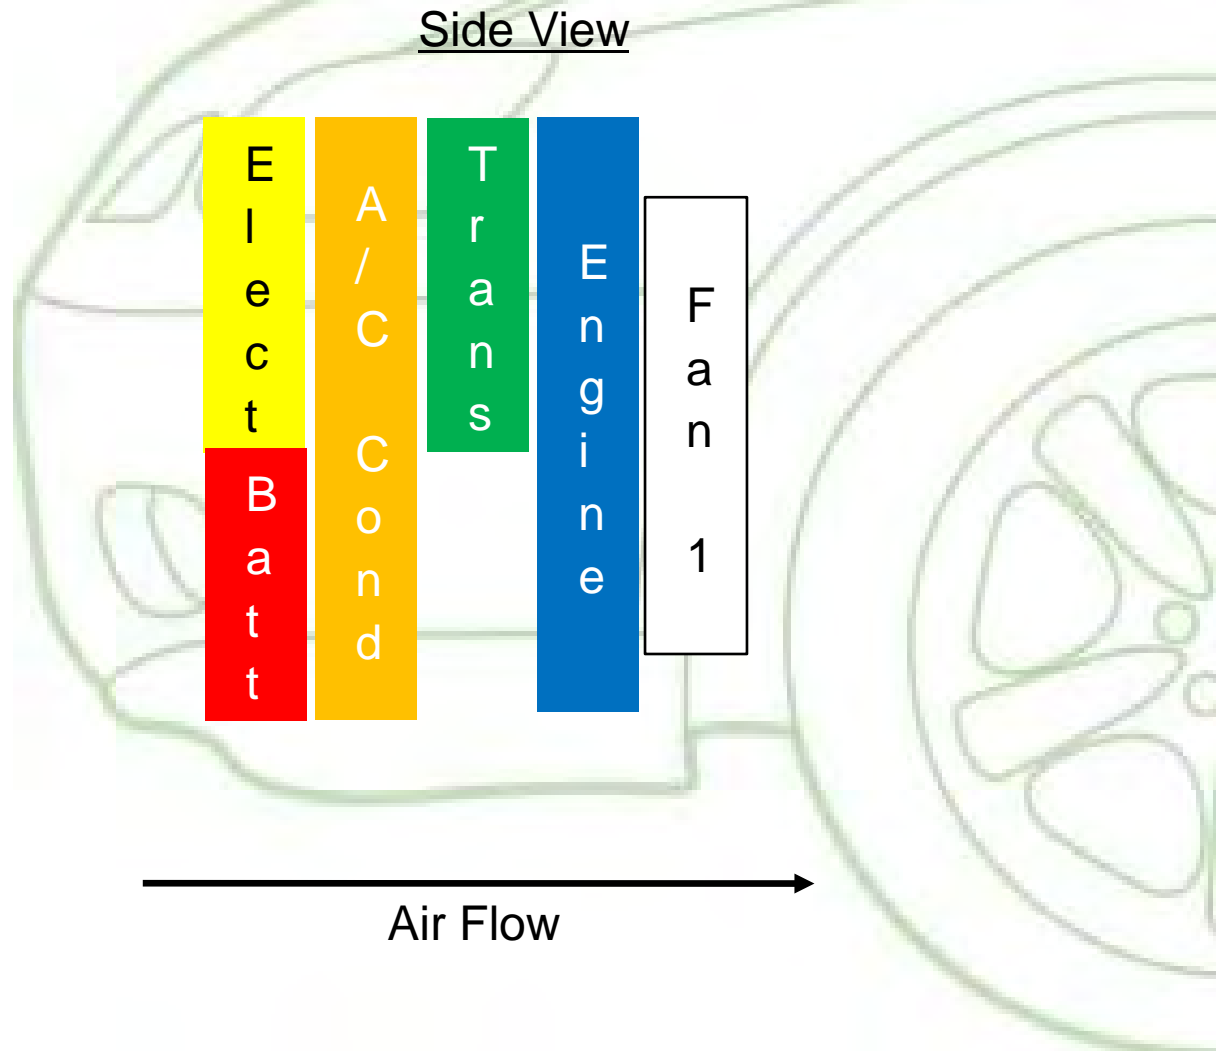 Side View
Elect
Batt
A/C Cond
Trans
Engine
Fan 1
Air Flow